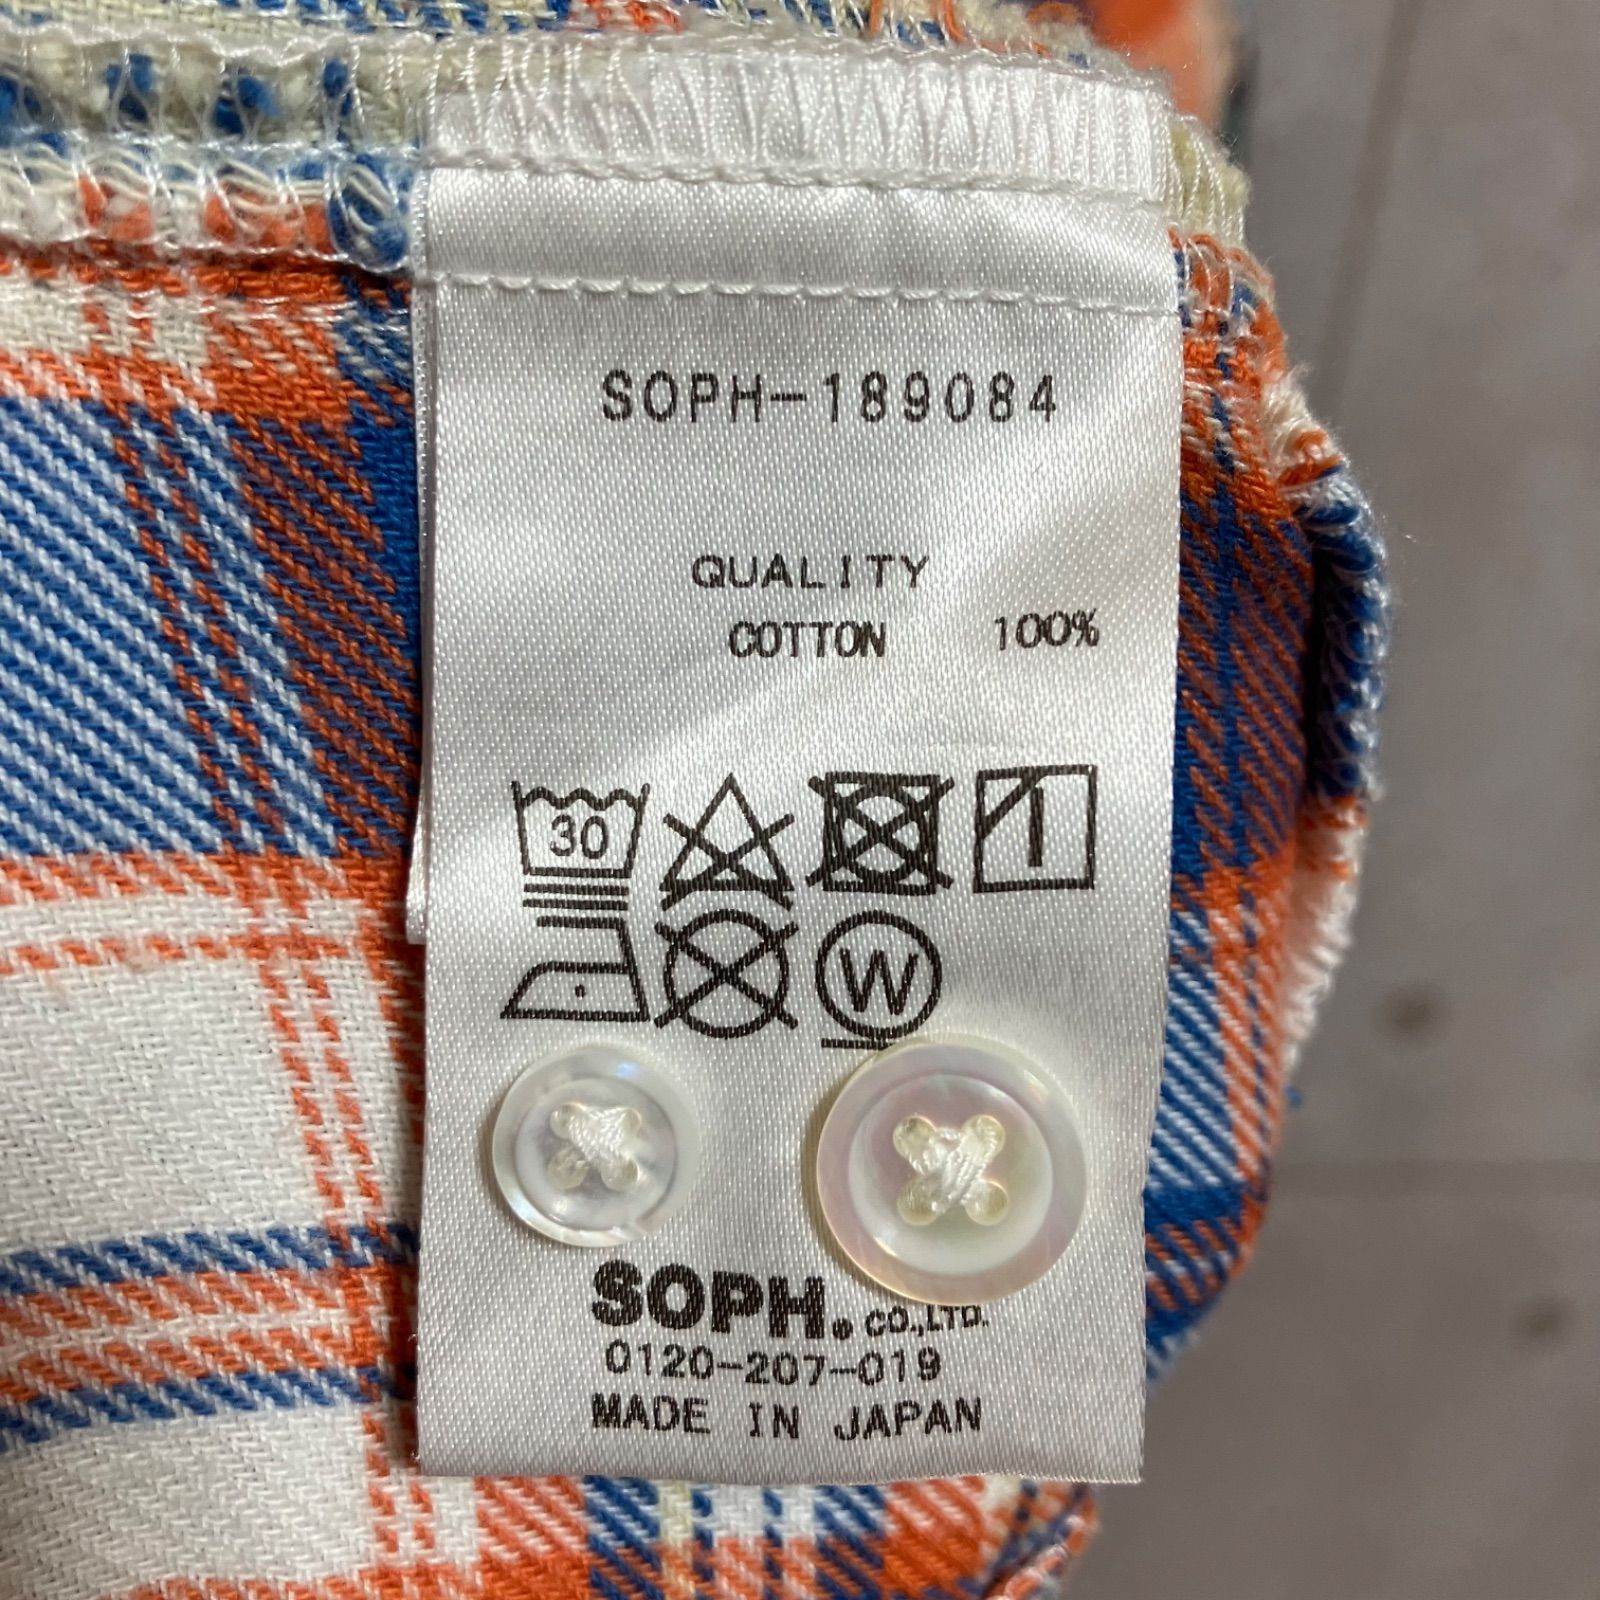 SOPH-189084
QUALITY
COTTON 100%
30
W
SOPH. CO.,LTD.
0120-207-019
MADE IN JAPAN